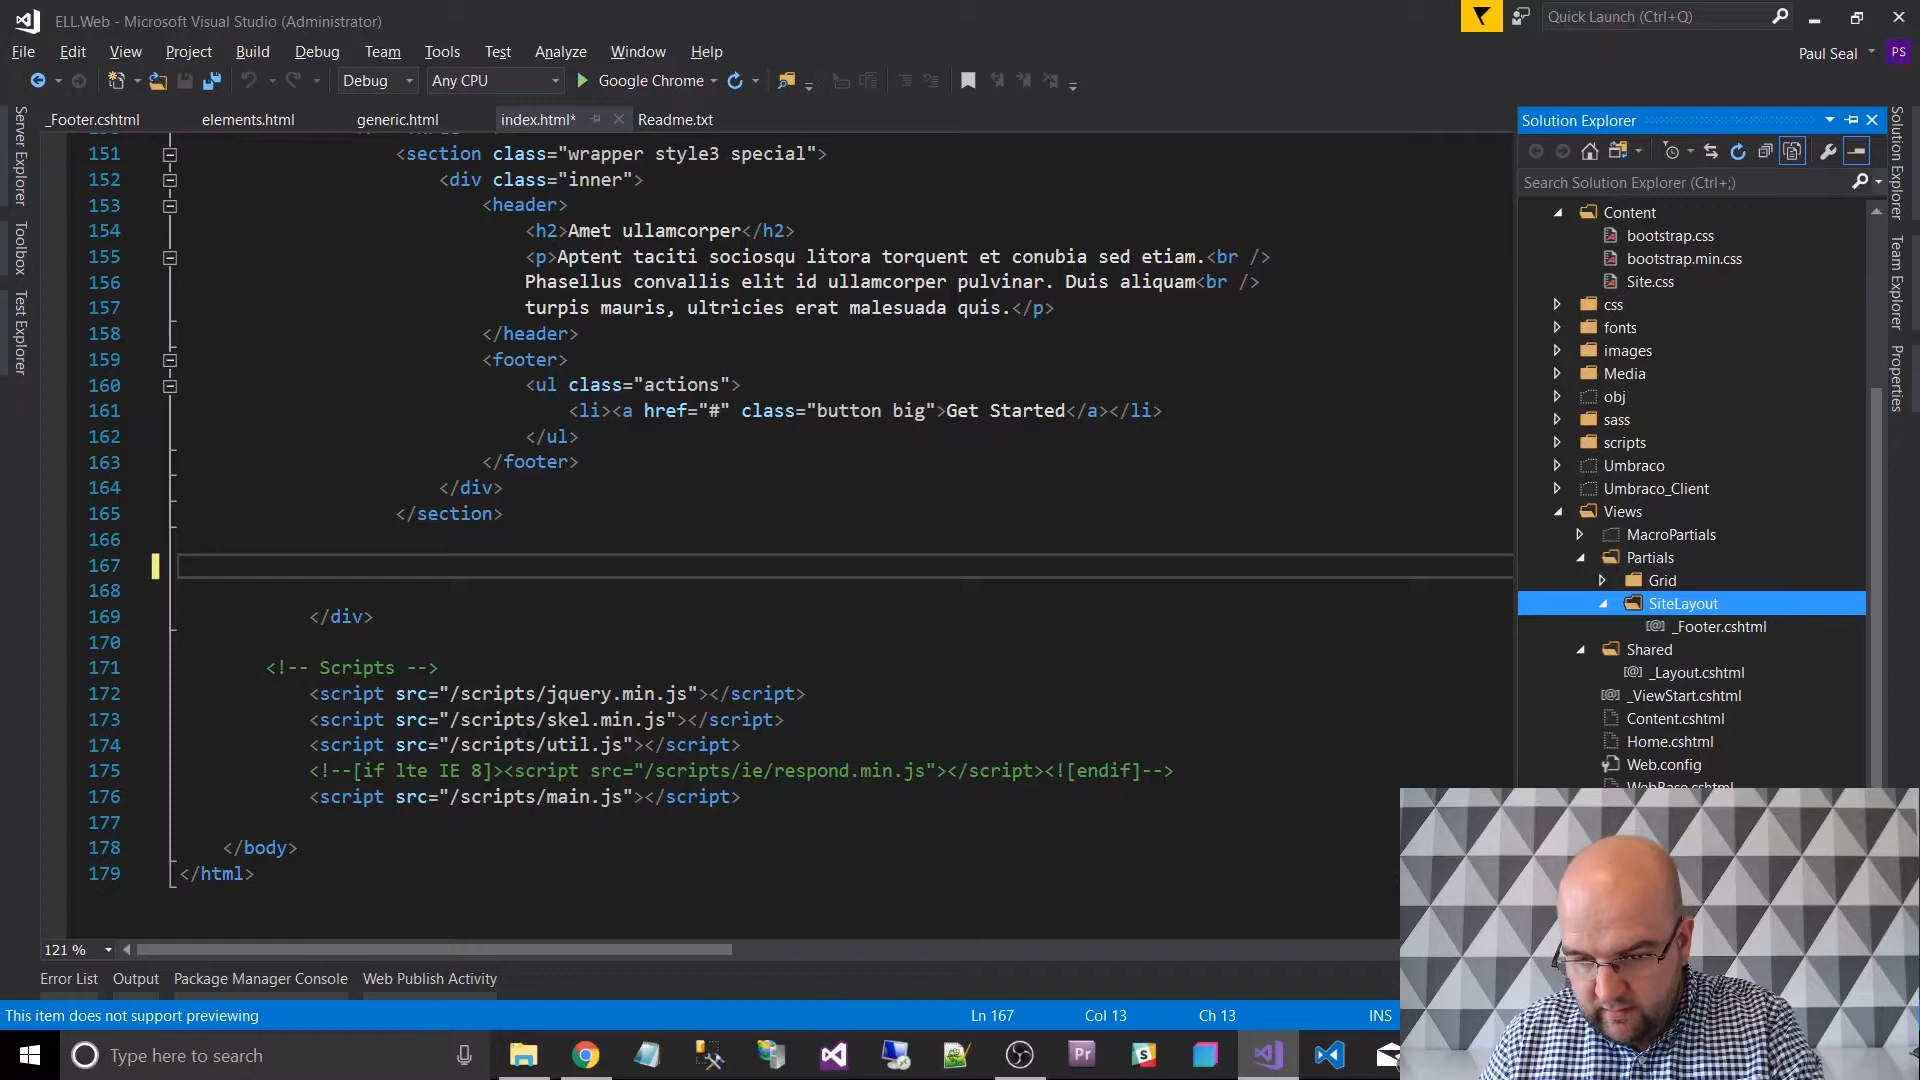 ELL.Web - Microsoft Visual Studio (Administrator)
Quick Launch (Ctrl+Q)
File Edit View Project Build Debug Team Tools Test Analyze Window Help
Paul Seal PS
Debug Any CPU Google Chrome
Server Explorer
Toolbox
Test Explorer
_Footer.cshtml elements.html generic.html index.html* Readme.txt
151 <section class="wrapper style3 special">
152 <div class="inner">
153 <header>
154 <h2>Amet ullamcorper</h2>
155 <p>Aptent taciti sociosqu litora torquent et conubia sed etiam.<br />
156 Phasellus convallis elit id ullamcorper pulvinar. Duis aliquam<br />
157 turpis mauris, ultricies erat malesuada quis.</p>
158 </header>
159 <footer>
160 <ul class="actions">
161 <li><a href="#" class="button big">Get Started</a></li>
162 </ul>
163 </footer>
164 </div>
165 </section>
166
167
168
169 </div>
170
171 <!-- Scripts -->
172 <script src="/scripts/jquery.min.js"></script>
173 <script src="/scripts/skel.min.js"></script>
174 <script src="/scripts/util.js"></script>
175 <!--[if lte IE 8]><script src="/scripts/ie/respond.min.js"></script><![endif]-->
176 <script src="/scripts/main.js"></script>
177
178 </body>
179 </html>
121 %
Solution Explorer
Search Solution Explorer (Ctrl+;)
Content
bootstrap.css
bootstrap.min.css
Site.css
css
fonts
images
Media
obj
sass
scripts
Umbraco
Umbraco_Client
Views
MacroPartials
Partials
Grid
SiteLayout
_Footer.cshtml
Shared
_Layout.cshtml
_ViewStart.cshtml
Content.cshtml
Home.cshtml
Web.config
WebBase.cshtml
Solution Explorer
Team Explorer
Properties
Error List Output Package Manager Console Web Publish Activity
This item does not support previewing Ln 167 Col 13 Ch 13 INS
Type here to search